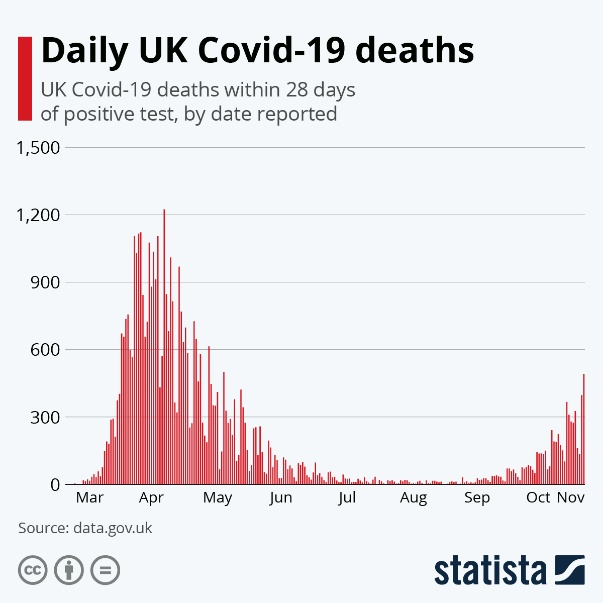 Daily UK Covid-19 deaths
UK Covid-19 deaths within 28 days
of positive test, by date reported
1,500
1,200
900
600
300
0
Mar Apr May Jun Jul Aug Sep Oct Nov
Source: data.gov.uk
cc =
statista